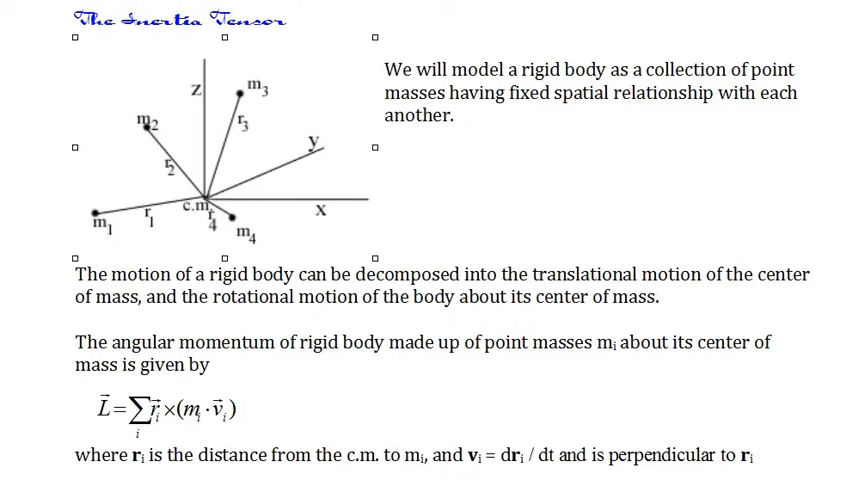 The Inertia Tensor
We will model a rigid body as a collection of point
masses having fixed spatial relationship with each
another.
z
m₃
m₂
r₃
y
r₂
c.m.
x
r₁
r₄
m₁
m₄
The motion of a rigid body can be decomposed into the translational motion of the center
of mass, and the rotational motion of the body about its center of mass.
The angular momentum of rigid body made up of point masses mᵢ about its center of
mass is given by
L⃗ = ∑ᵢ r⃗ᵢ × (mᵢ · v⃗ᵢ)
where rᵢ is the distance from the c.m. to mᵢ, and vᵢ = drᵢ / dt and is perpendicular to rᵢ